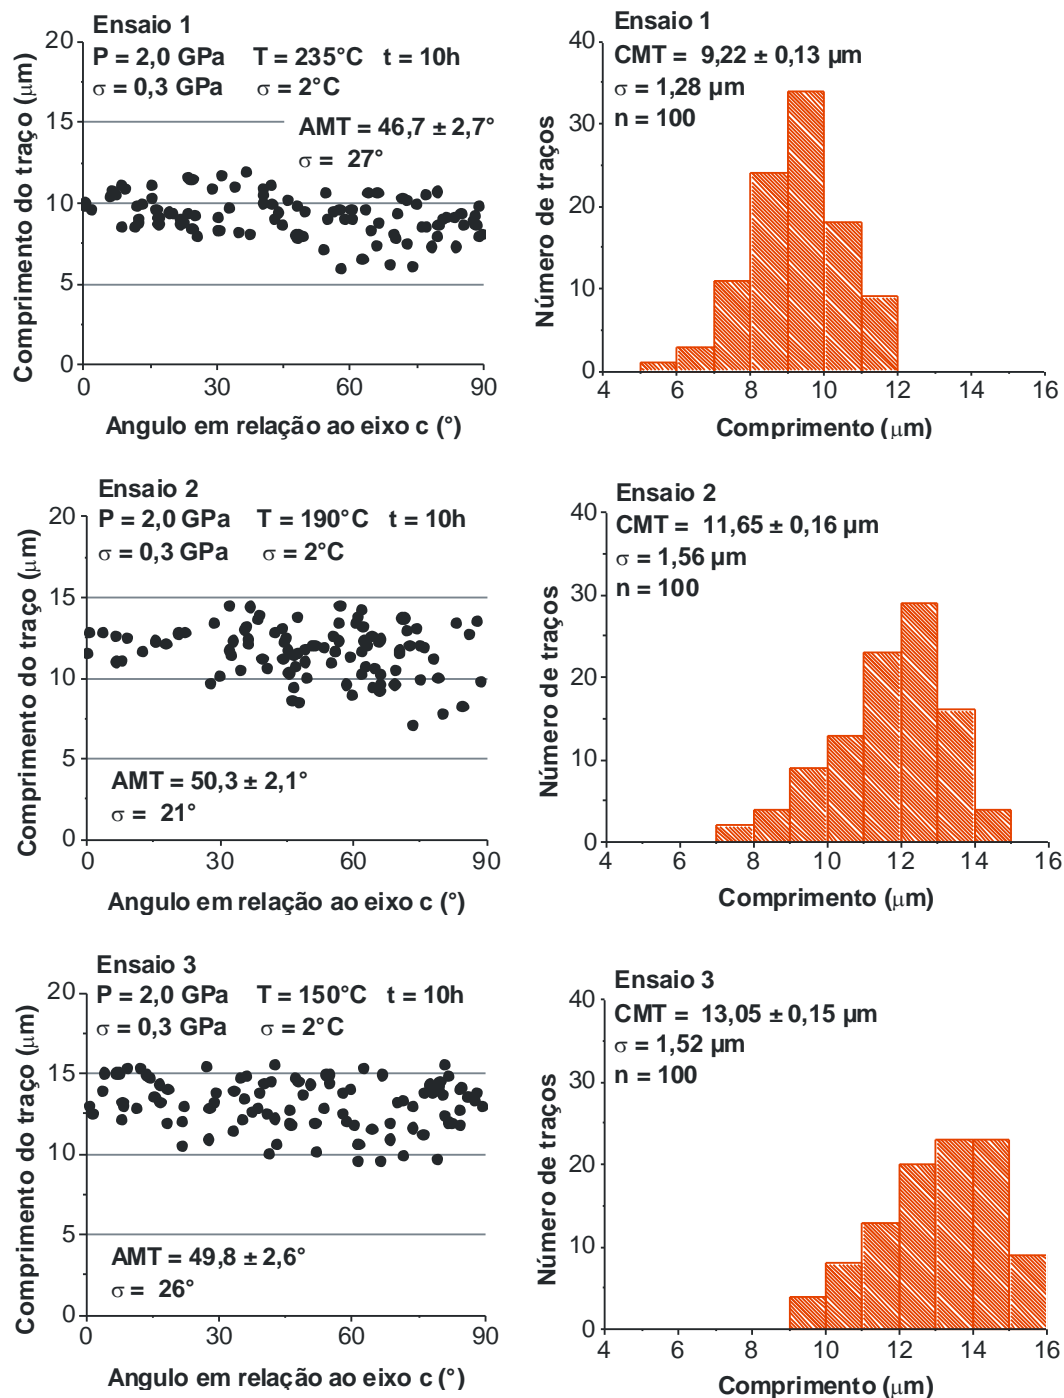 Ensaio 1
P = 2,0 GPa T = 235°C t = 10h
σ = 0,3 GPa σ = 2°C
AMT = 46,7 ± 2,7°
σ = 27°
Comprimento do traço (μm)
20
15
10
5
0
0 30 60 90
Angulo em relação ao eixo c (°)
Ensaio 1
CMT = 9,22 ± 0,13 µm
σ = 1,28 µm
n = 100
Número de traços
40
30
20
10
0
4 6 8 10 12 14 16
Comprimento (μm)
Ensaio 2
P = 2,0 GPa T = 190°C t = 10h
σ = 0,3 GPa σ = 2°C
AMT = 50,3 ± 2,1°
σ = 21°
Comprimento do traço (μm)
20
15
10
5
0
0 30 60 90
Angulo em relação ao eixo c (°)
Ensaio 2
CMT = 11,65 ± 0,16 µm
σ = 1,56 µm
n = 100
Número de traços
40
30
20
10
0
4 6 8 10 12 14 16
Comprimento (μm)
Ensaio 3
P = 2,0 GPa T = 150°C t = 10h
σ = 0,3 GPa σ = 2°C
AMT = 49,8 ± 2,6°
σ = 26°
Comprimento do traço (μm)
20
15
10
5
0
0 30 60 90
Angulo em relação ao eixo c (°)
Ensaio 3
CMT = 13,05 ± 0,15 µm
σ = 1,52 µm
n = 100
Número de traços
40
30
20
10
0
4 6 8 10 12 14 16
Comprimento (μm)